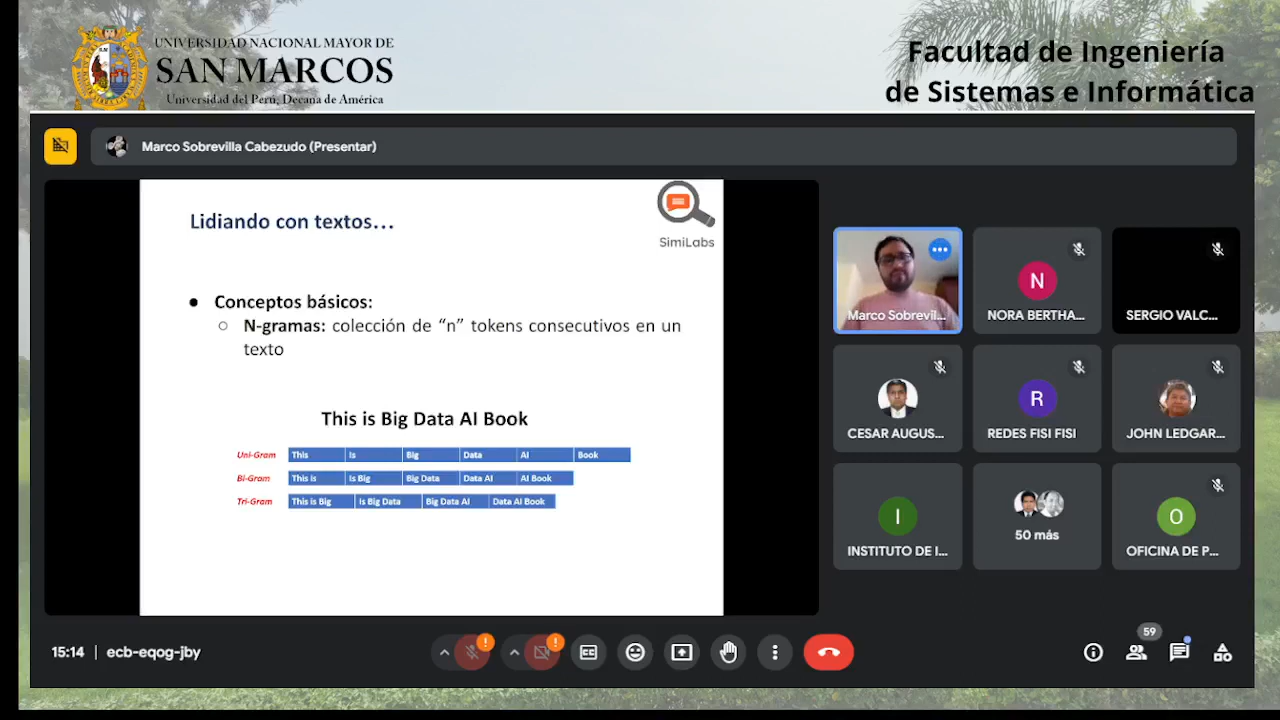 UNIVERSIDAD NACIONAL MAYOR DE
SAN MARCOS
Universidad del Perú, Decana de América
Facultad de Ingeniería
de Sistemas e Informática
Marco Sobrevilla Cabezudo (Presentar)
Lidiando con textos...
SimiLabs
● Conceptos básicos:
○ N-gramas: colección de “n” tokens consecutivos en un
texto
This is Big Data AI Book
Uni-Gram This Is Big Data AI Book
Bi-Gram This is Is Big Big Data Data AI AI Book
Tri-Gram This is Big Is Big Data Big Data AI Data AI Book
Marco Sobrevil...
N
NORA BERTHA...
SERGIO VALC...
CESAR AUGUS...
R
REDES FISI FISI
JOHN LEDGAR...
I
INSTITUTO DE I...
50 más
O
OFICINA DE P...
15:14 | ecb-eqog-jby
59